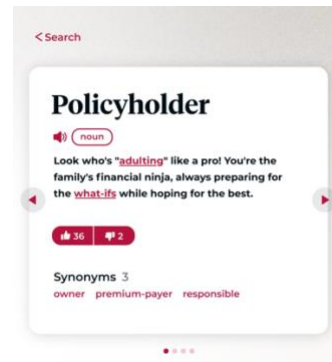 < Search
Policyholder
noun
Look who's "adulting" like a pro! You're the
family's financial ninja, always preparing for
the what-ifs while hoping for the best.
36 2
Synonyms 3
owner premium-payer responsible